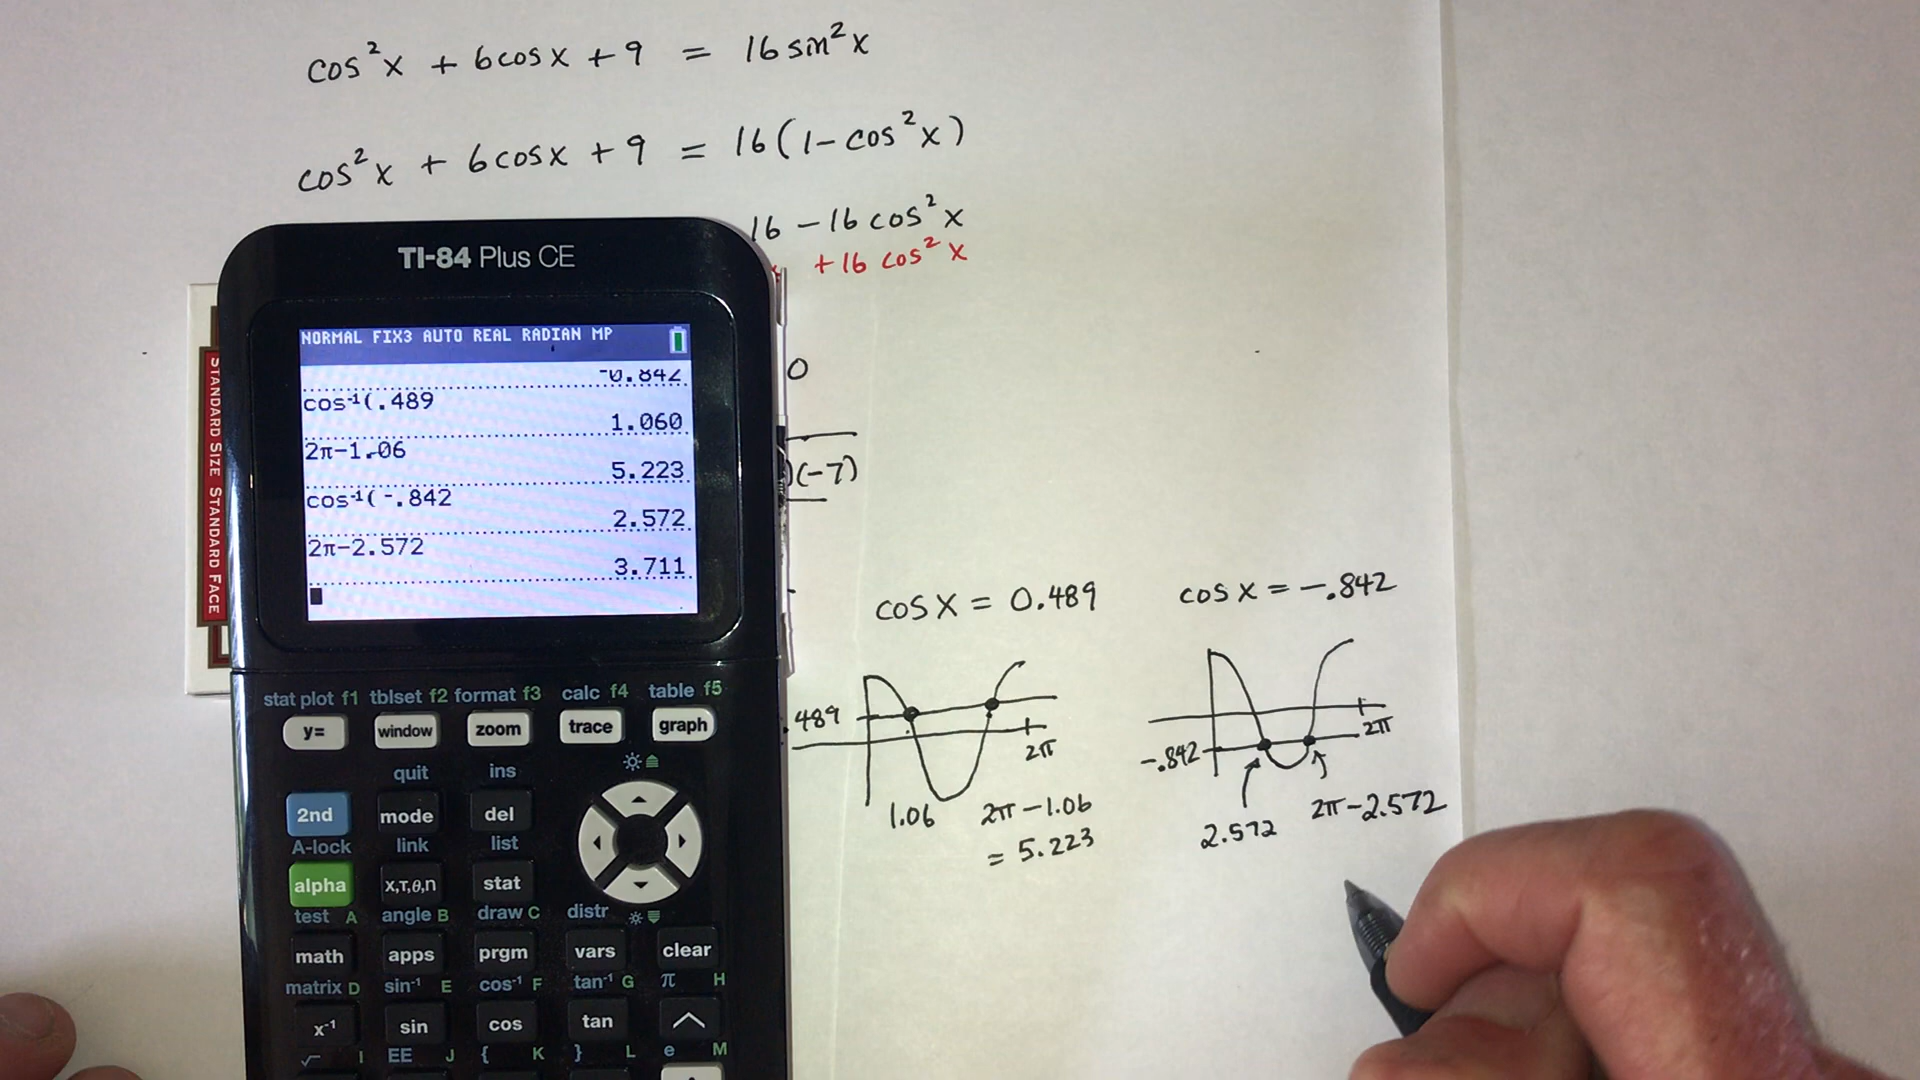 cos²x + 6cosx + 9 = 16 sin²x
cos²x + 6cosx + 9 = 16(1-cos²x)
16 - 16 cos²x
+16 cos²x
0
)(-7)
TI-84 Plus CE
STANDARD SIZE STANDARD FACE
NORMAL FIX3 AUTO REAL RADIAN MP
-0.842
cos⁻¹(.489
1.060
2π-1.06
5.223
cos⁻¹(-.842
2.572
2π-2.572
3.711
cos x = 0.489
.489
2π
1.06
2π-1.06
= 5.223
cos x = -.842
2π
-.842
2.572
2π-2.572
stat plot f1 tblset f2 format f3 calc f4 table f5
y= window zoom trace graph
quit ins
2nd mode del
A-lock link list
alpha X,T,θ,n stat
test A angle B draw C distr
math apps prgm vars clear
matrix D sin⁻¹ E cos⁻¹ F tan⁻¹ G π H
x⁻¹ sin cos tan ^
√ I EE J { K } L e M